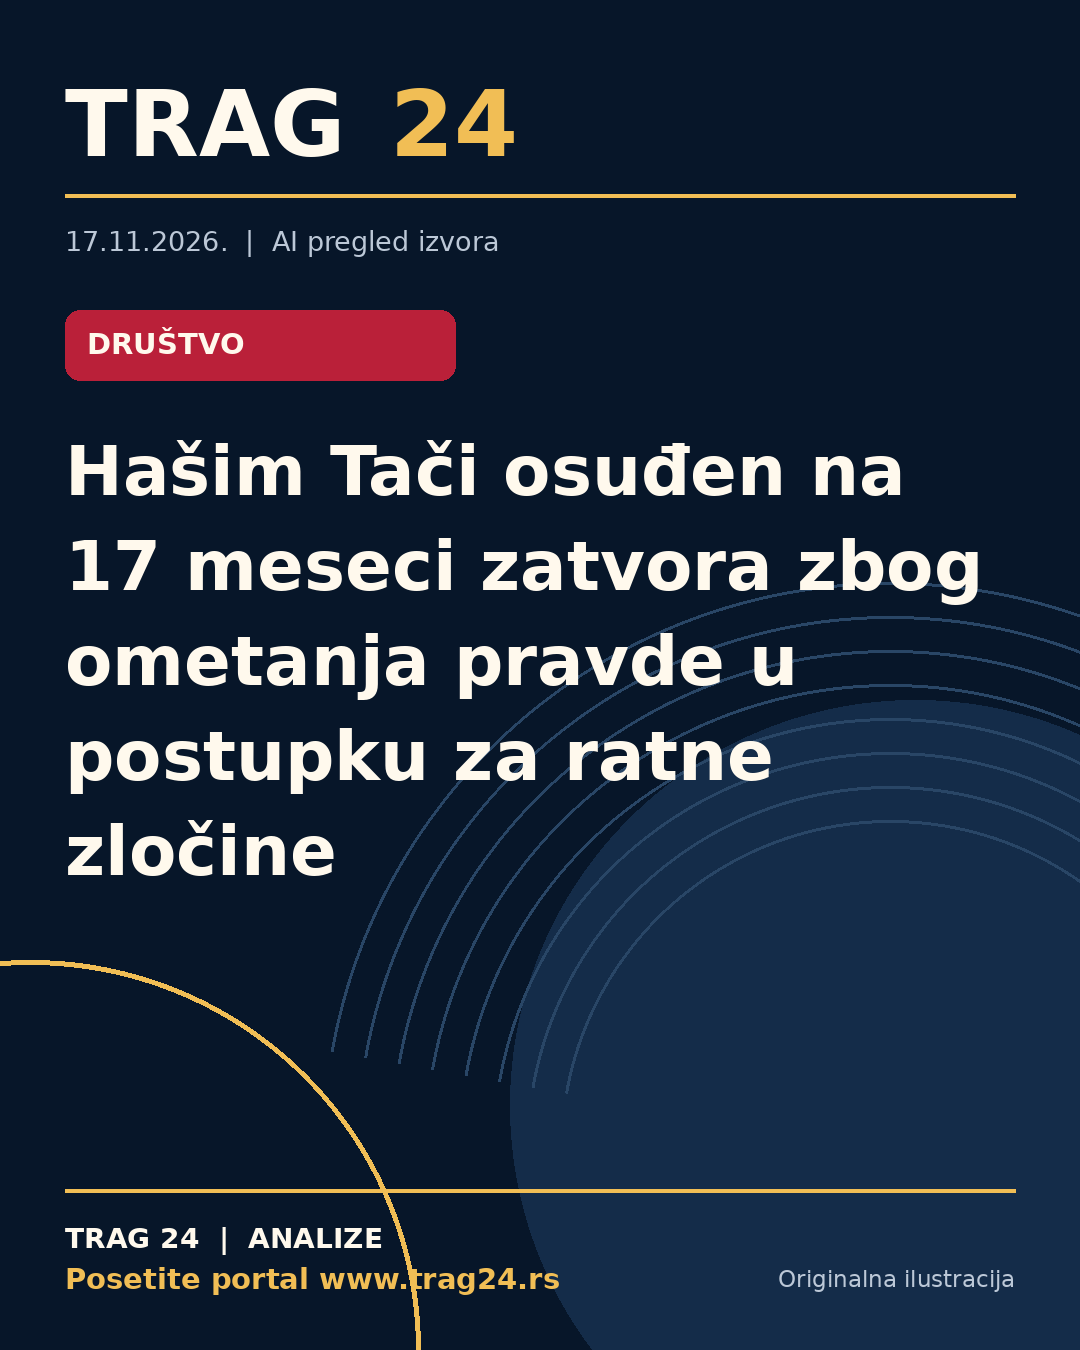 TRAG 24
17.11.2026. | AI pregled izvora
DRUŠTVO
Hašim Tači osuđen na
17 meseci zatvora zbog
ometanja pravde u
postupku za ratne
zločine
TRAG 24 | ANALIZE
Posetite portal www.trag24.rs
Originalna ilustracija